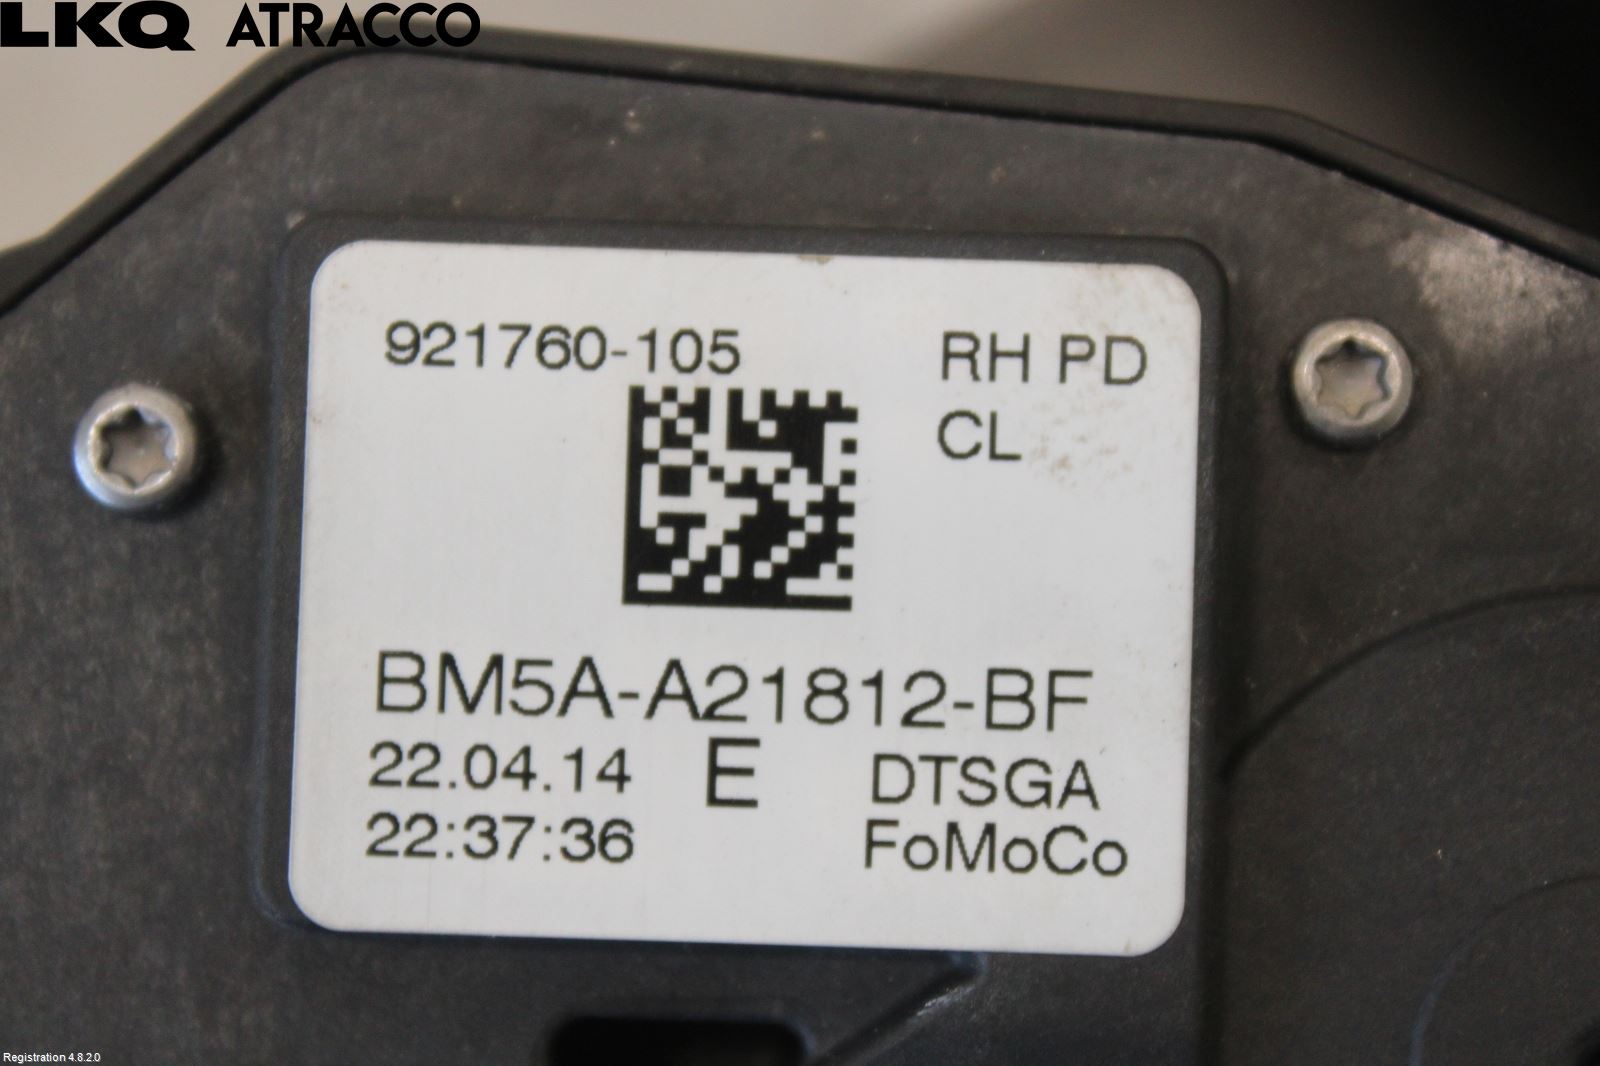 LKQ ATRACCO
921760-105
RH PD
CL
BM5A-A21812-BF
22.04.14 E DTSGA
22:37:36 FoMoCo
Registration 4.8.2.0